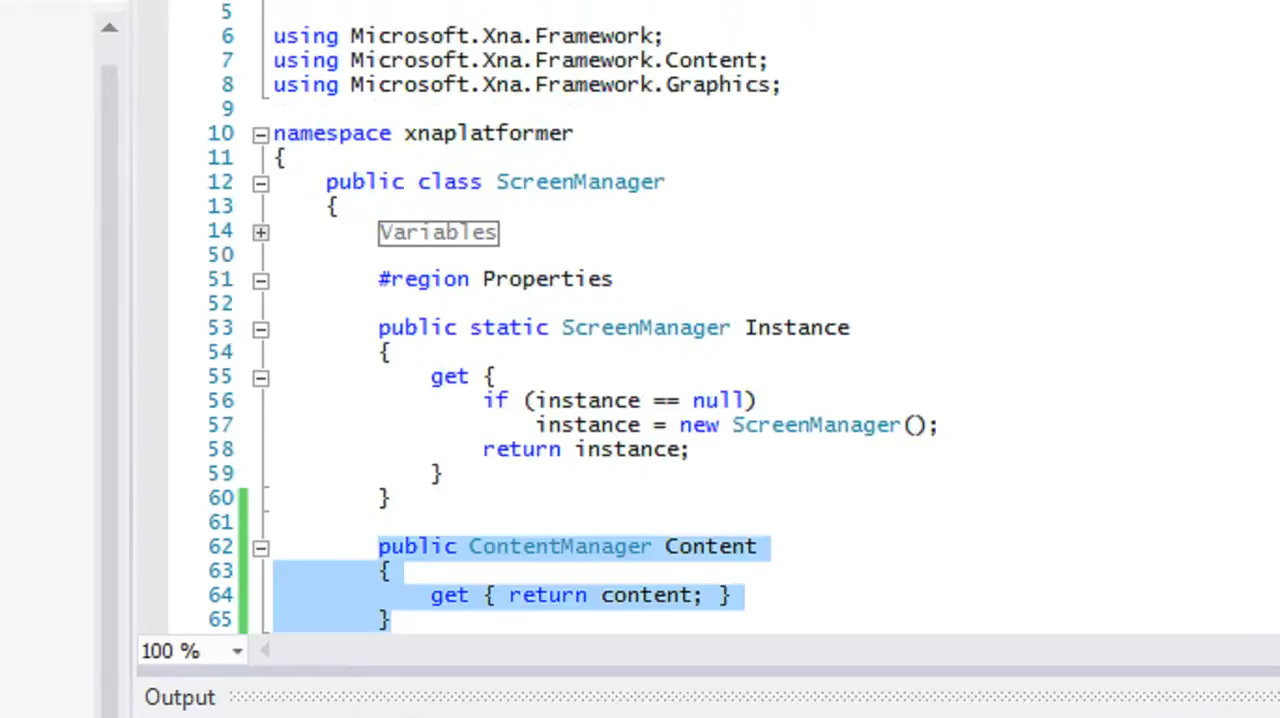 5
6 using Microsoft.Xna.Framework;
7 using Microsoft.Xna.Framework.Content;
8 using Microsoft.Xna.Framework.Graphics;
9
10 namespace xnaplatformer
11 {
12 public class ScreenManager
13 {
14 Variables
50
51 #region Properties
52
53 public static ScreenManager Instance
54 {
55 get {
56 if (instance == null)
57 instance = new ScreenManager();
58 return instance;
59 }
60 }
61
62 public ContentManager Content
63 {
64 get { return content; }
65 }
100 %
Output